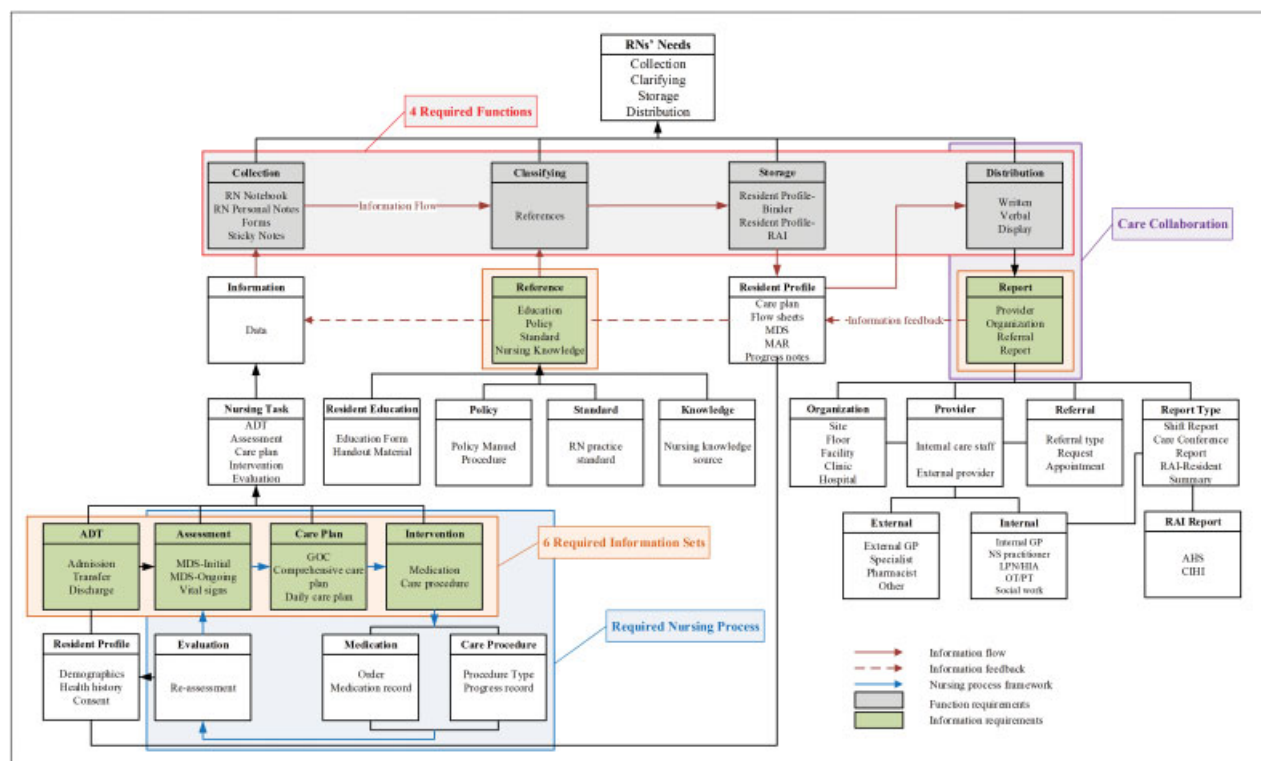 RNs' Needs
Collection
Clarifying
Storage
Distribution
4 Required Functions
Collection
RN Notebook
RN Personal Notes
Forms
Sticky Notes
Information Flow
Classifying
References
Storage
Resident Profile-
Binder
Resident Profile-
RAI
Distribution
Written
Verbal
Display
Care Collaboration
Information
Data
Reference
Education
Policy
Standard
Nursing Knowledge
Resident Profile
Care plan
Flow sheets
MDS
MAR
Progress notes
Information feedback
Report
Provider
Organization
Referral
Report
Nursing Task
ADT
Assessment
Care plan
Intervention
Evaluation
Resident Education
Education Form
Handout Material
Policy
Policy Manuel
Procedure
Standard
RN practice
standard
Knowledge
Nursing knowledge
source
Organization
Site
Floor
Facility
Clinic
Hospital
Provider
Internal care staff
External provider
Referral
Referral type
Request
Appointment
Report Type
Shift Report
Care Conference
Report
RAI-Resident
Summary
ADT
Admission
Transfer
Discharge
Assessment
MDS-Initial
MDS-Ongoing
Vital signs
Care Plan
GOC
Comprehensive care
plan
Daily care plan
Intervention
Medication
Care procedure
6 Required Information Sets
External
External GP
Specialist
Pharmacist
Other
Internal
Internal GP
NS practitioner
LPN/HIA
OT/PT
Social work
RAI Report
AHS
CIHI
Resident Profile
Demographics
Health history
Consent
Evaluation
Re-assessment
Medication
Order
Medication record
Care Procedure
Procedure Type
Progress record
Required Nursing Process
Information flow
Information feedback
Nursing process framework
Function requirements
Information requirements